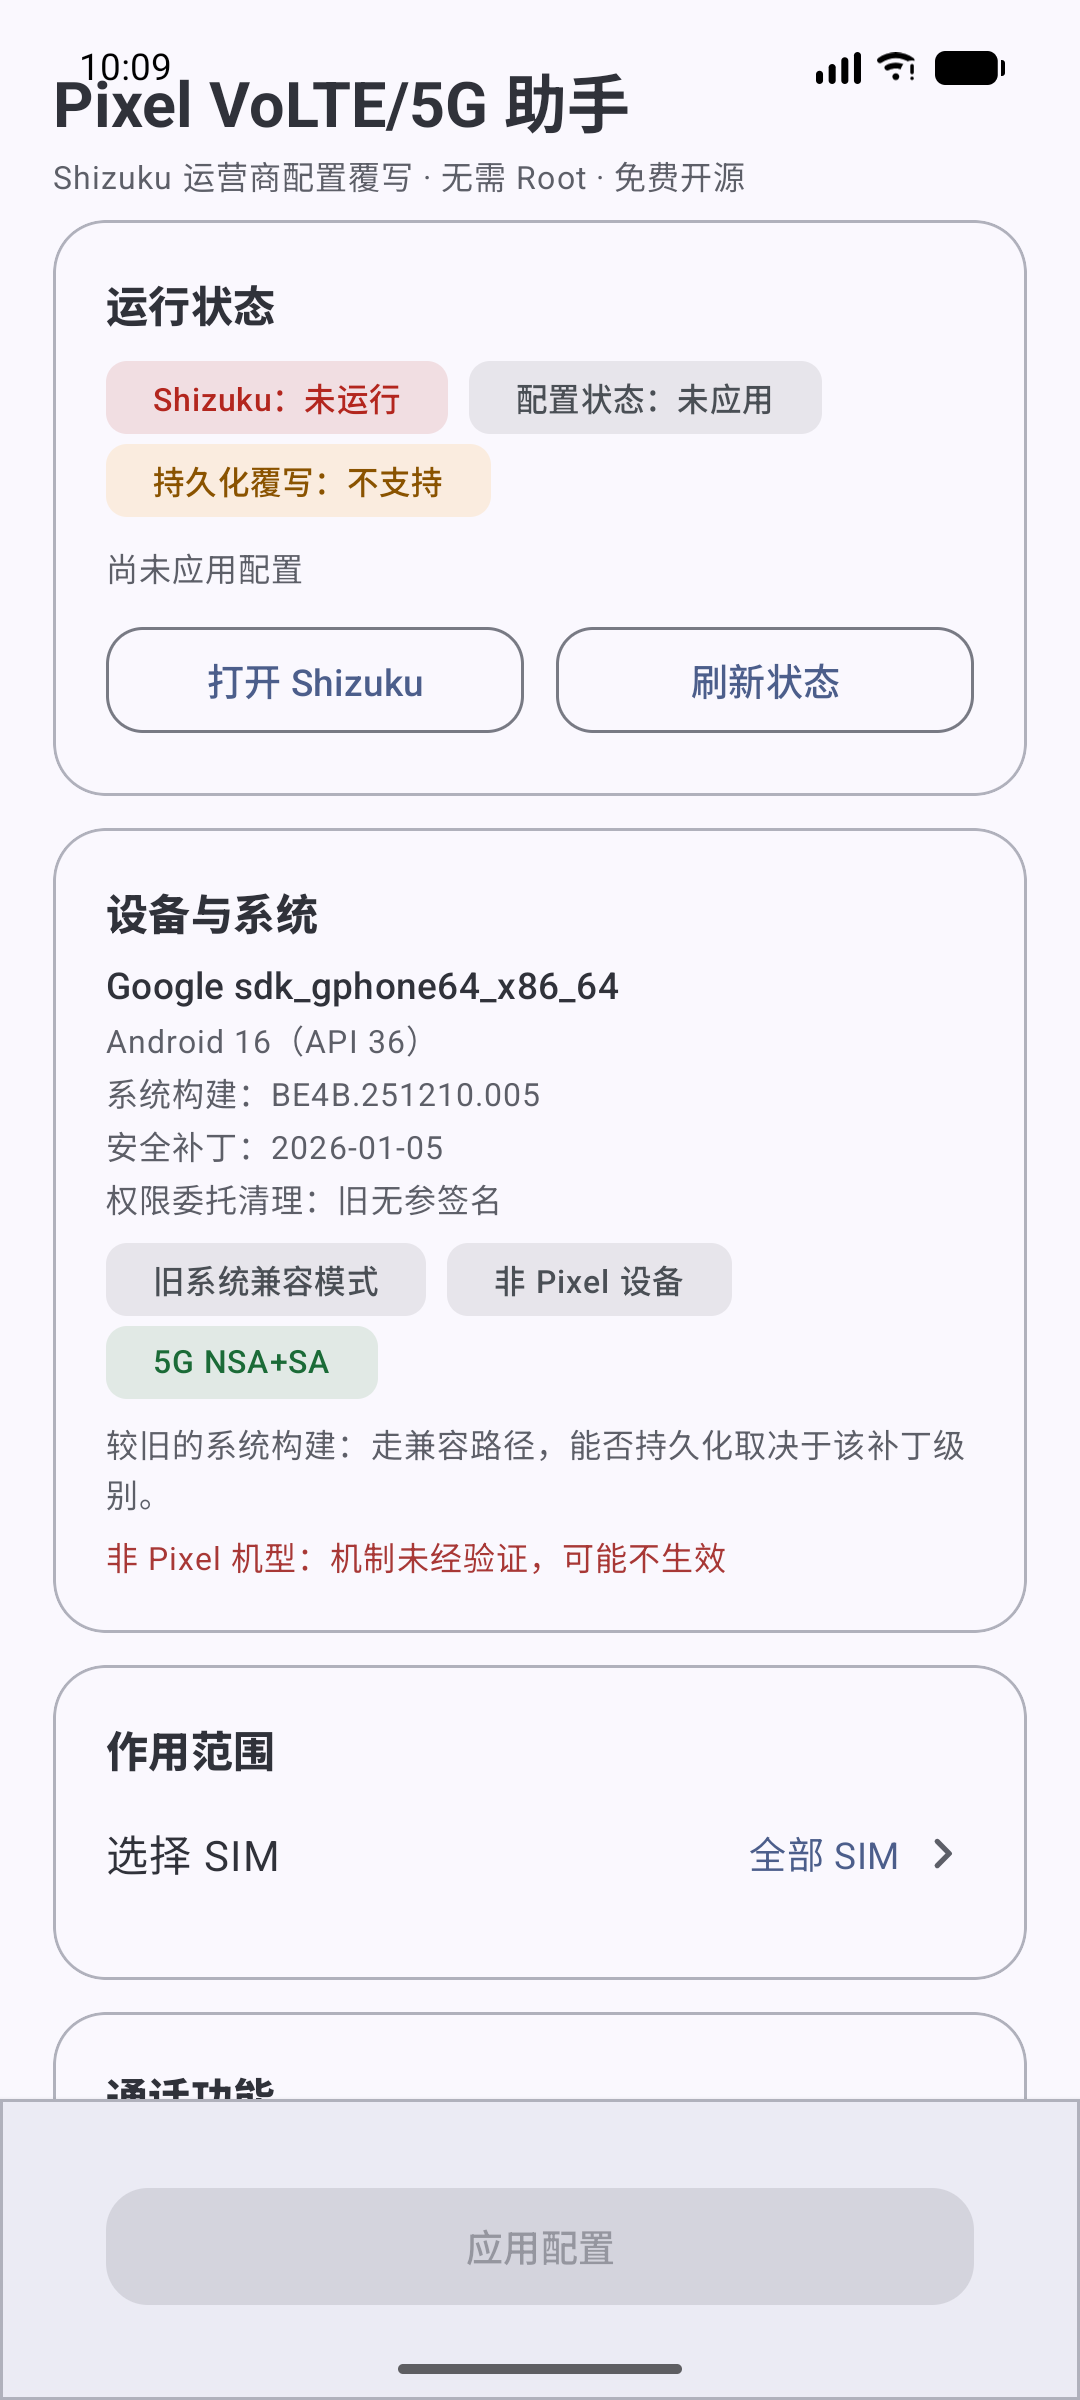 10:09
Pixel VoLTE/5G 助手
Shizuku 运营商配置覆写 · 无需 Root · 免费开源
运行状态
Shizuku：未运行
配置状态：未应用
持久化覆写：不支持
尚未应用配置
打开 Shizuku
刷新状态
设备与系统
Google sdk_gphone64_x86_64
Android 16（API 36）
系统构建：BE4B.251210.005
安全补丁：2026-01-05
权限委托清理：旧无参签名
旧系统兼容模式
非 Pixel 设备
5G NSA+SA
较旧的系统构建：走兼容路径，能否持久化取决于该补丁级
别。
非 Pixel 机型：机制未经验证，可能不生效
作用范围
选择 SIM
全部 SIM
通话功能
应用配置